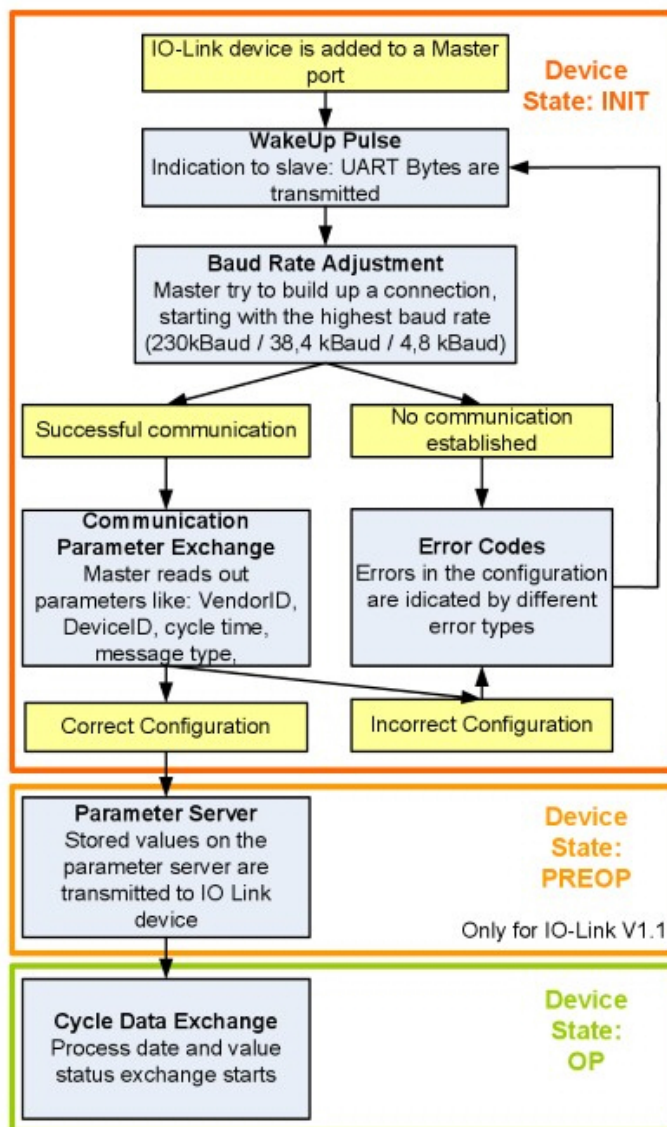 IO-Link device is added to a Master
port
Device
State: INIT
WakeUp Pulse
Indication to slave: UART Bytes are
transmitted
Baud Rate Adjustment
Master try to build up a connection,
starting with the highest baud rate
(230kBaud / 38,4 kBaud / 4,8 kBaud)
Successful communication
No communication
established
Communication
Parameter Exchange
Master reads out
parameters like: VendorID,
DeviceID, cycle time,
message type,
Error Codes
Errors in the configuration
are idicated by different
error types
Correct Configuration
Incorrect Configuration
Parameter Server
Stored values on the
parameter server are
transmitted to IO Link
device
Device
State:
PREOP
Only for IO-Link V1.1
Cycle Data Exchange
Process date and value
status exchange starts
Device
State:
OP